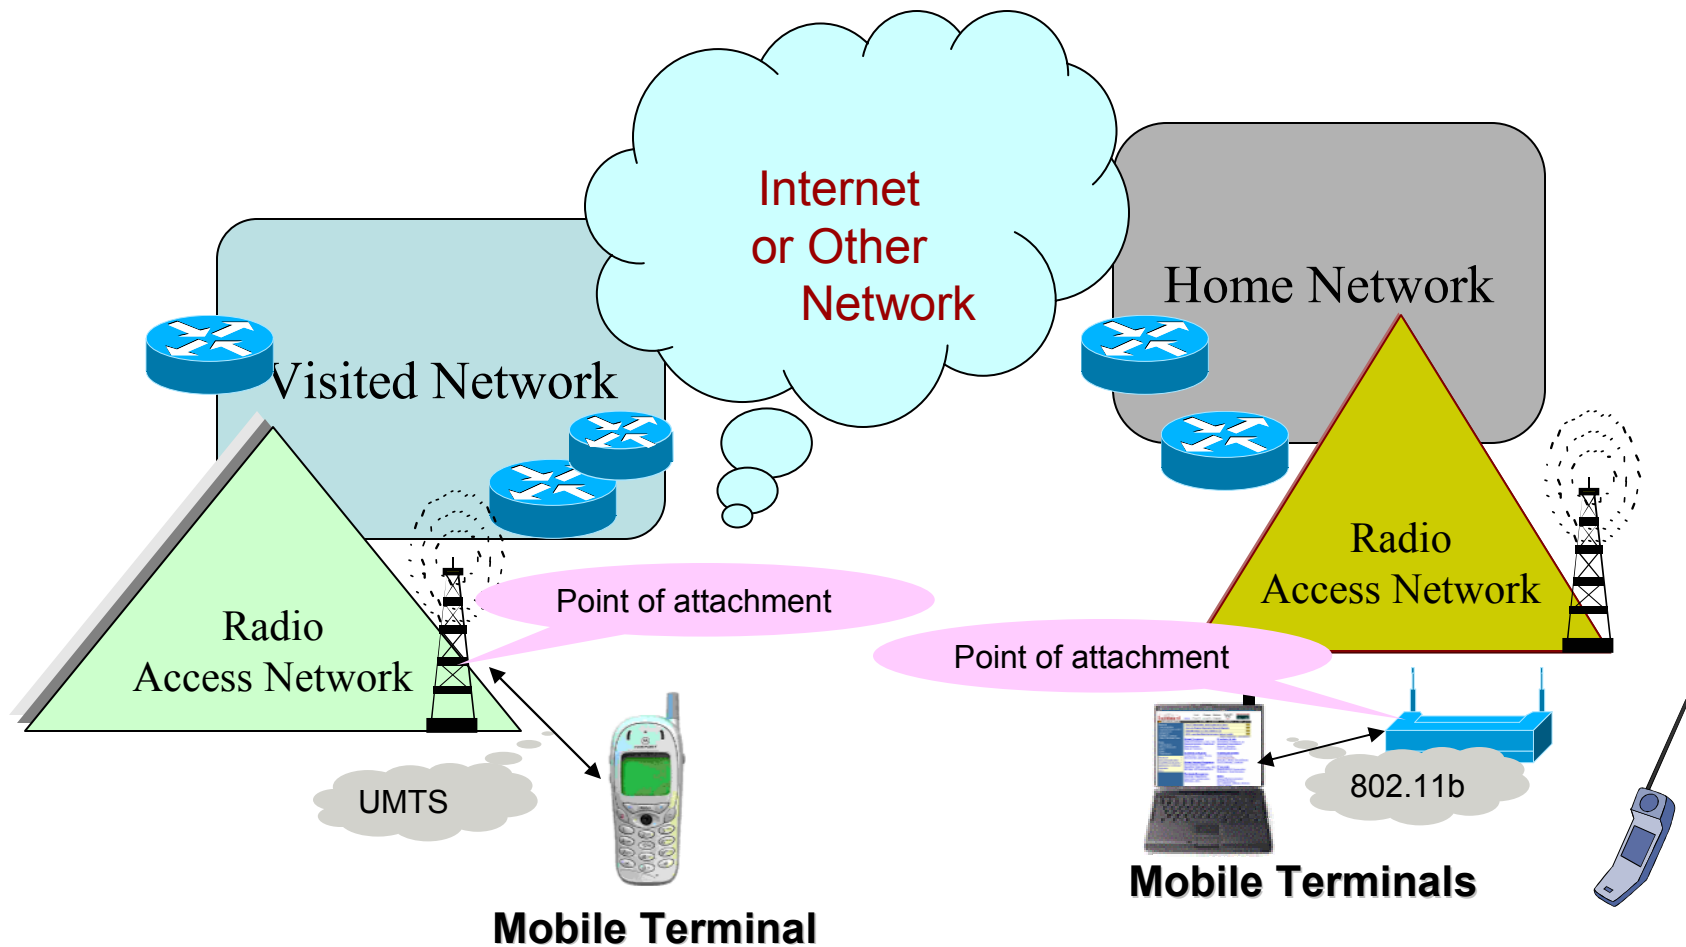 Internet
or Other
Network
Home Network
Visited Network
Radio
Access Network
Point of attachment
Radio
Access Network
Point of attachment
UMTS
802.11b
Mobile Terminals
Mobile Terminal